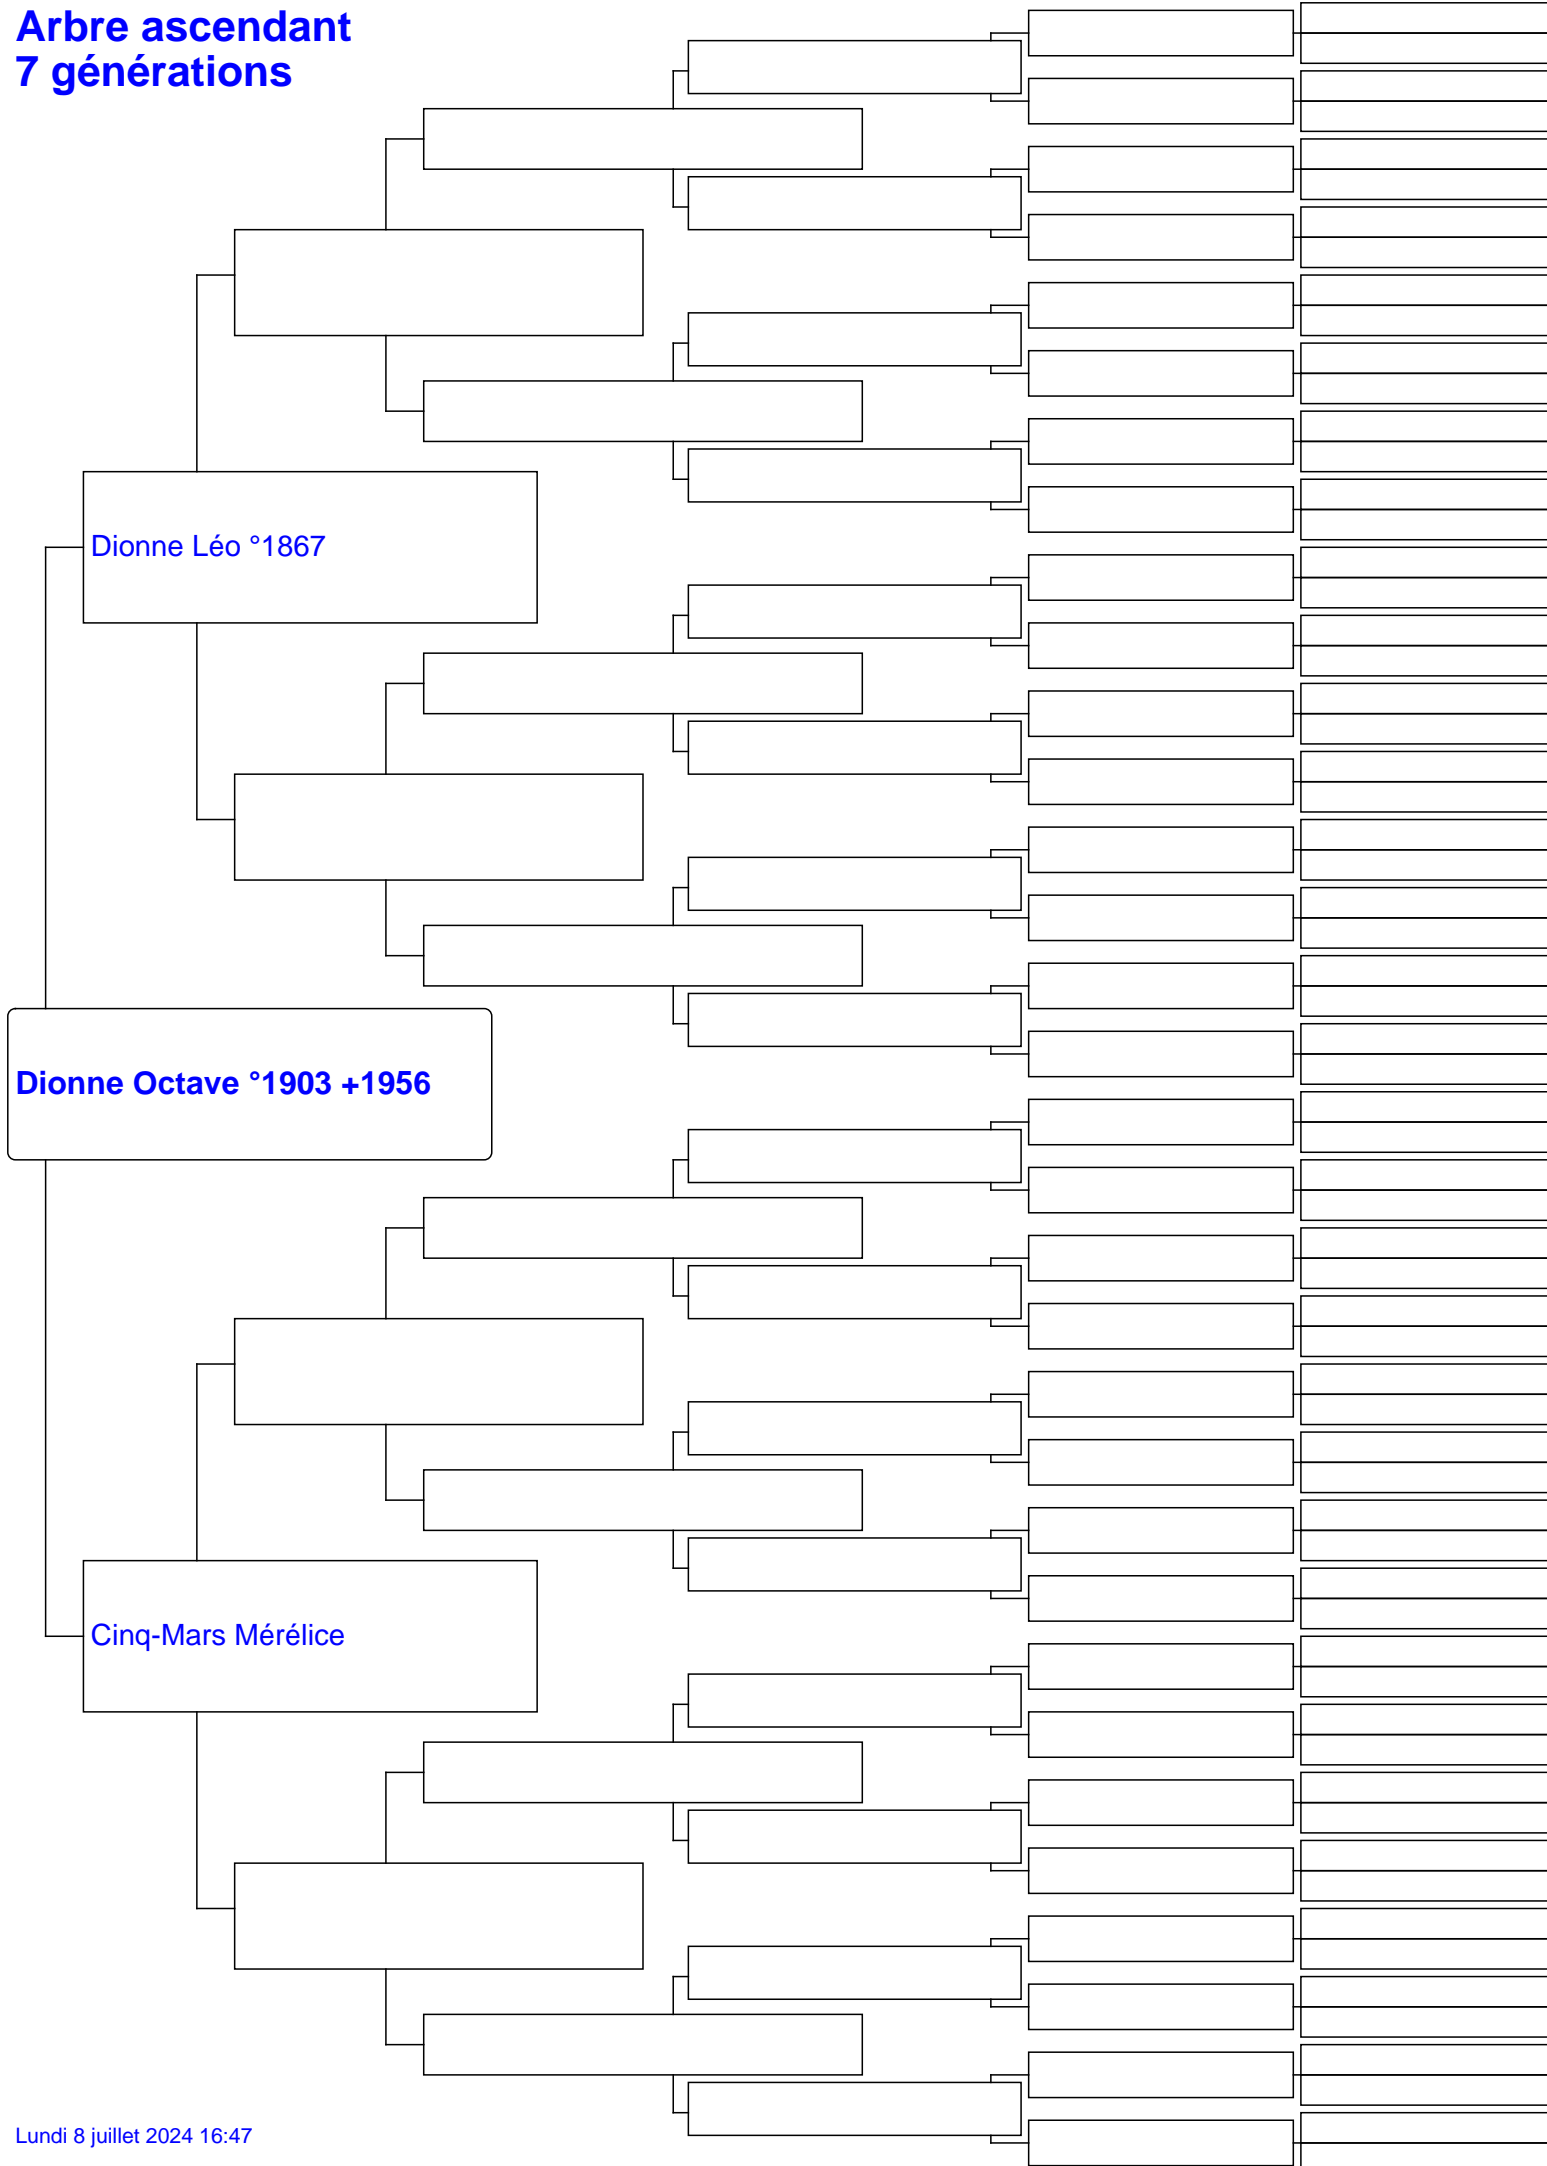 Arbre ascendant
7 générations
Dionne Léo °1867
Dionne Octave °1903 +1956
Cinq-Mars Mérélice
Lundi 8 juillet 2024 16:47